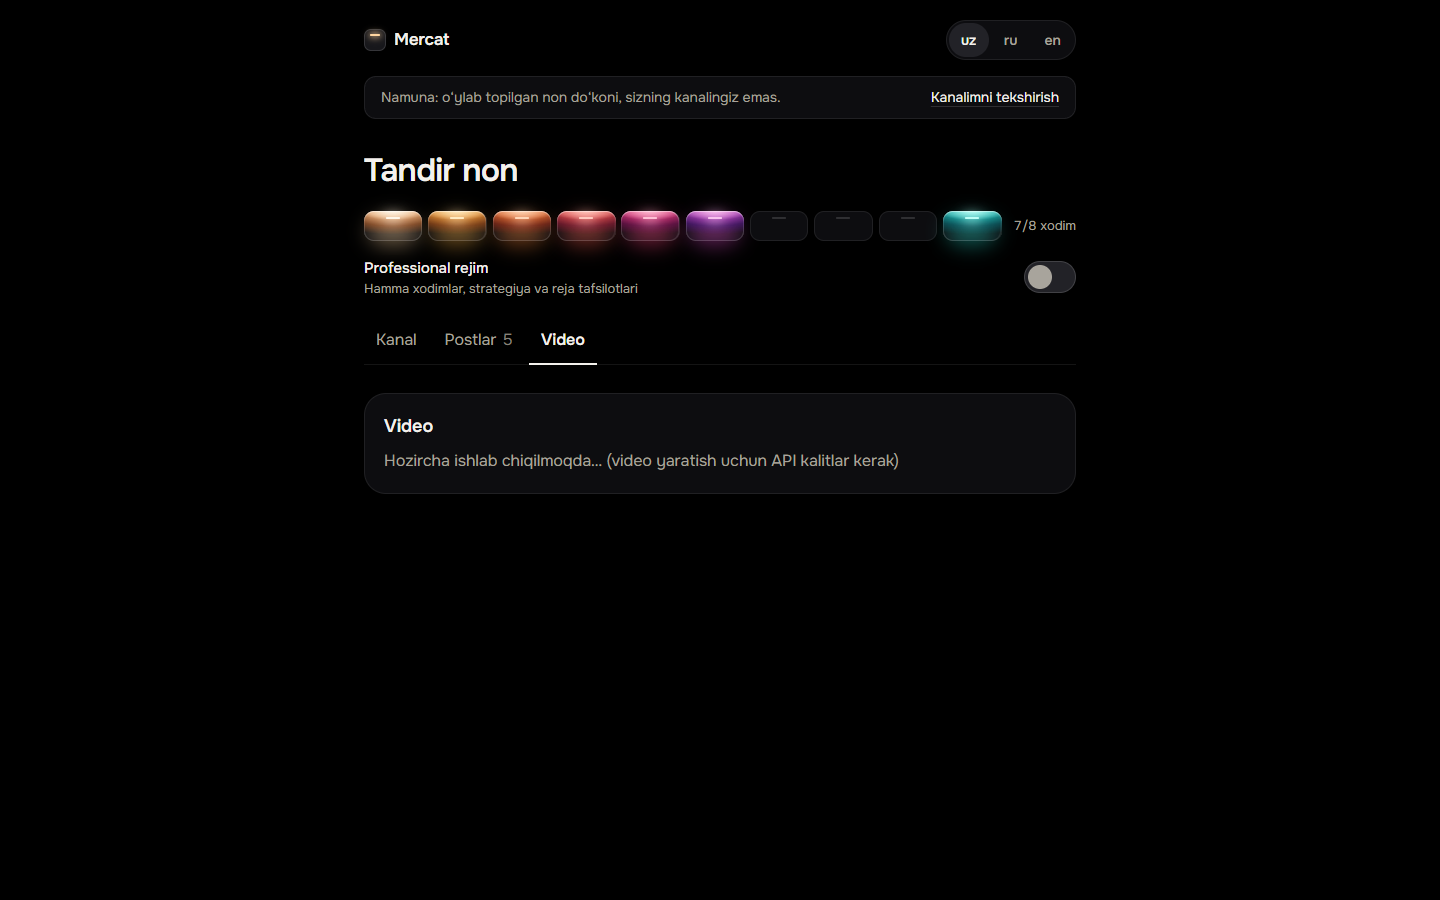 Mercat
uz ru en
Namuna: o‘ylab topilgan non do‘koni, sizning kanalingiz emas. Kanalimni tekshirish
Tandir non
7/8 xodim
Professional rejim
Hamma xodimlar, strategiya va reja tafsilotlari
Kanal Postlar 5 Video
Video
Hozircha ishlab chiqilmoqda... (video yaratish uchun API kalitlar kerak)